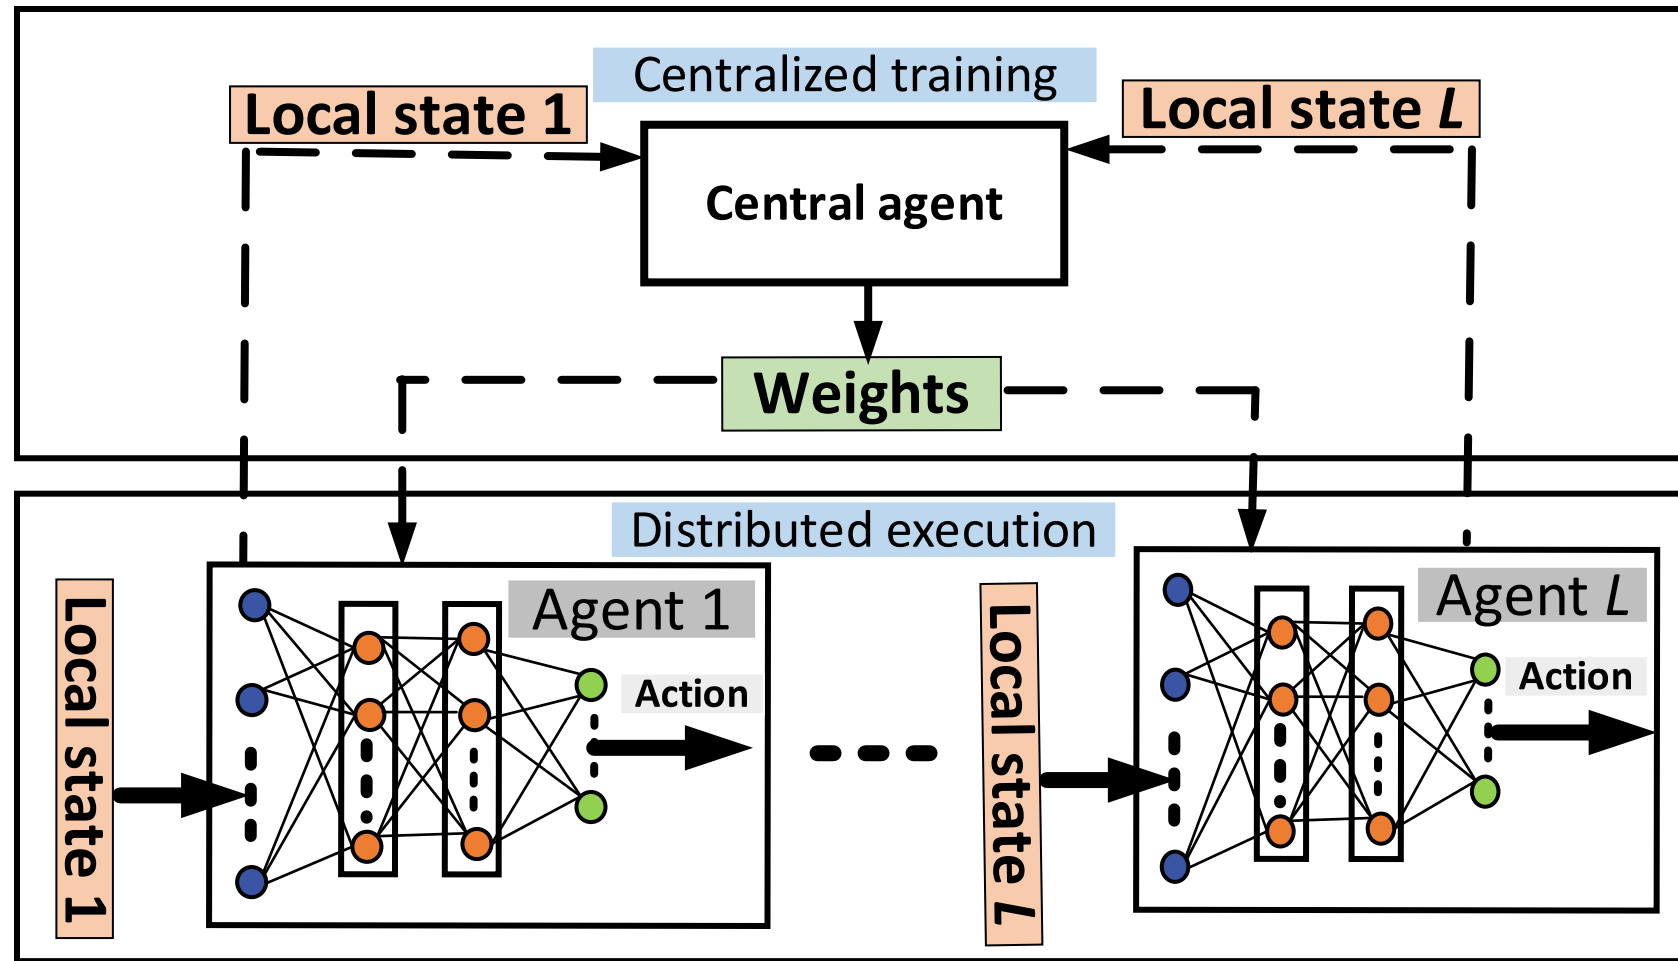 Centralized training
Local state 1
Local state L
Central agent
Weights
Distributed execution
Local state 1
Agent 1
Action
Local state L
Agent L
Action